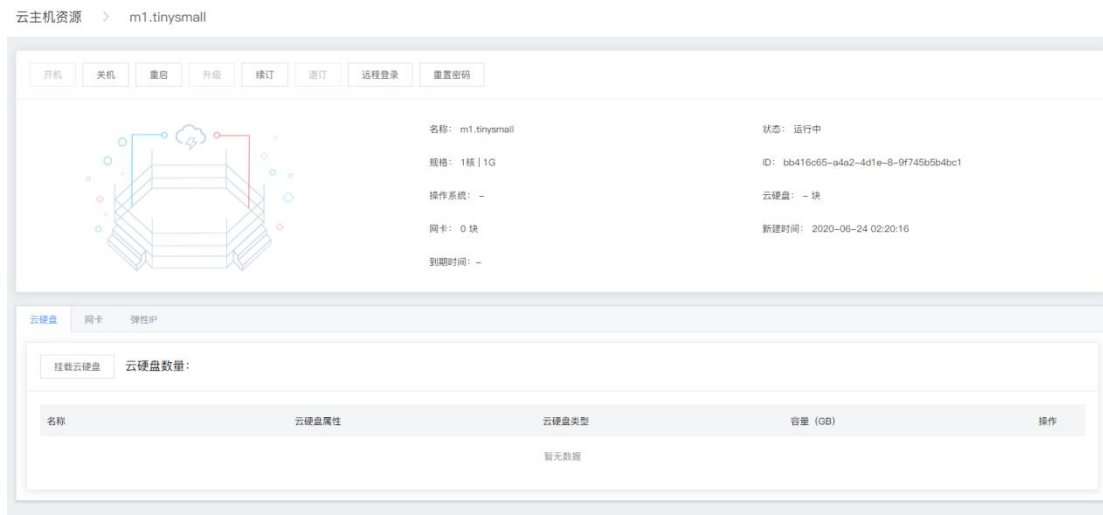 云主机资源 > m1.tinysmall
开机 关机 重启 升级 续订 退订 远程登录 重置密码
名称： m1.tinysmall 状态： 运行中
规格： 1核 | 1G ID： bb416c65-a4a2-4d1e-8-9f745b5b4bc1
操作系统： - 云硬盘： - 块
网卡： 0 块 新建时间： 2020-06-24 02:20:16
到期时间： -
云硬盘 网卡 弹性IP
挂载云硬盘 云硬盘数量：
名称 云硬盘属性 云硬盘类型 容量（GB） 操作
暂无数据